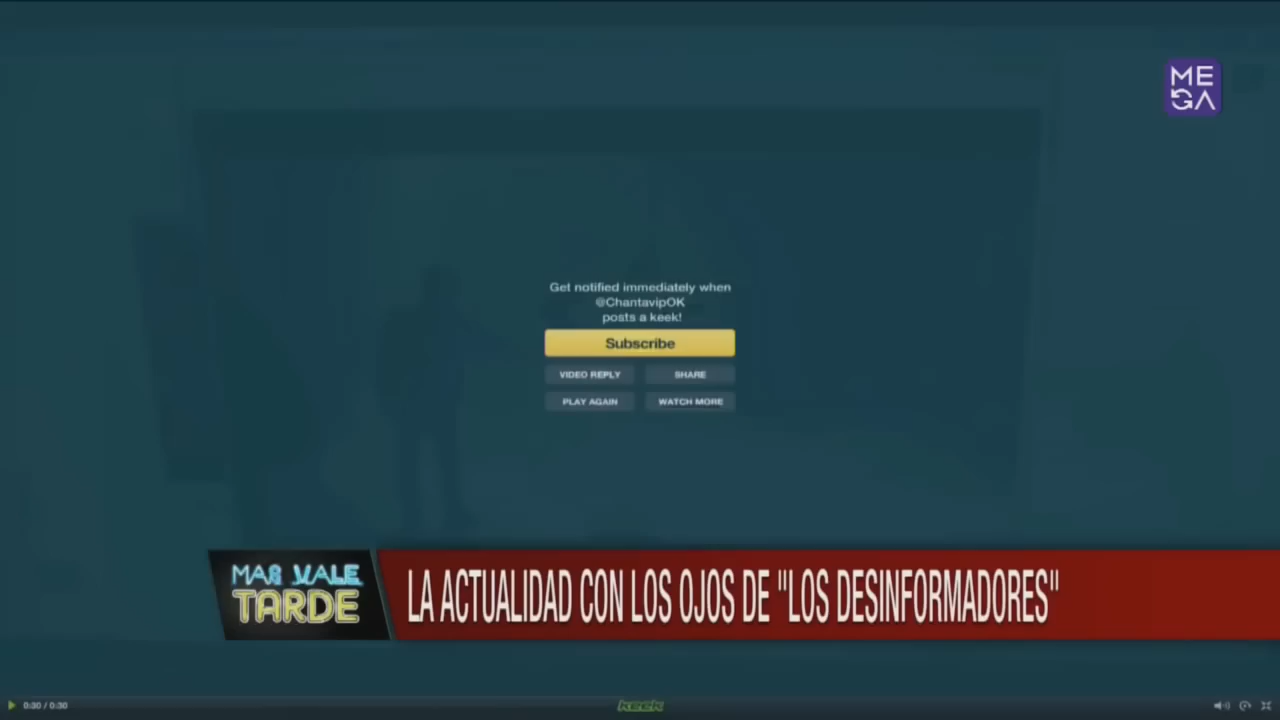 ME
GA
Get notified immediately when
@ChantavipOK
posts a keek!
Subscribe
VIDEO REPLY
SHARE
PLAY AGAIN
WATCH MORE
MAS VALE
TARDE
LA ACTUALIDAD CON LOS OJOS DE "LOS DESINFORMADORES"
0:30 / 0:30
keek